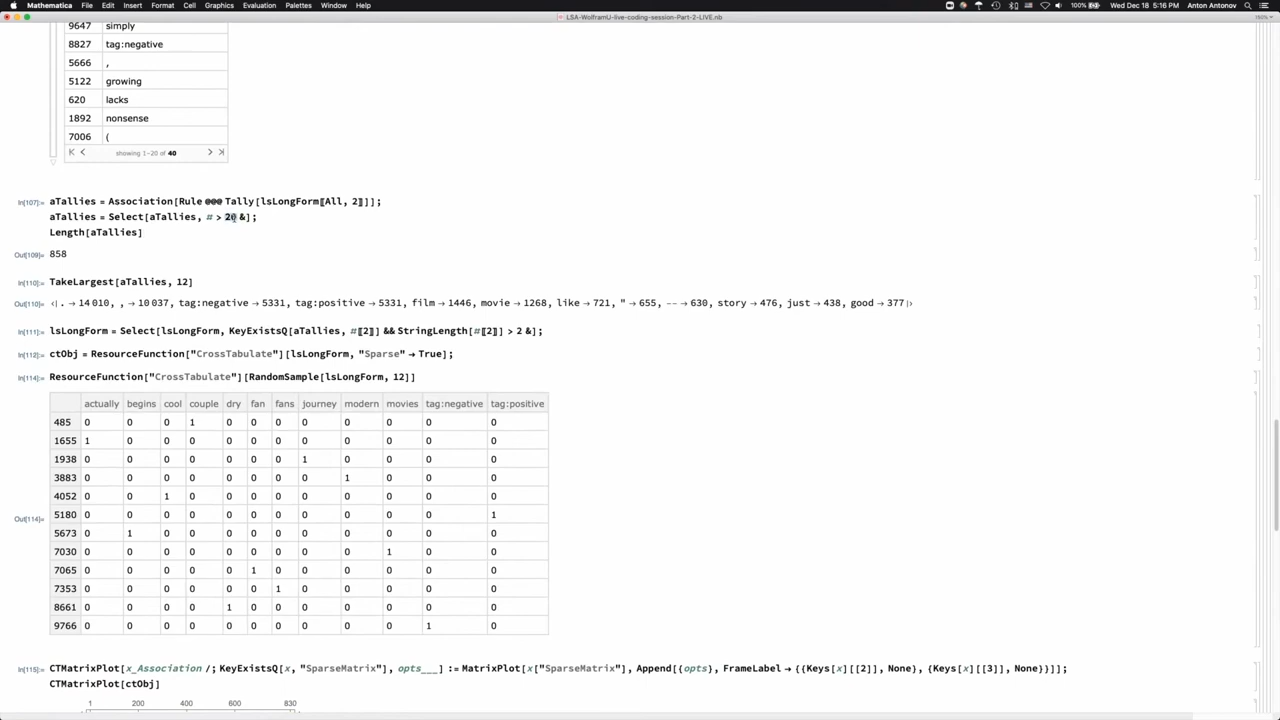 Mathematica File Edit Insert Format Cell Graphics Evaluation Palettes Window Help 100% Wed Dec 18 5:16 PM Anton Antonov
LSA-WolframU-live-coding-session-Part-2-LIVE.nb
9647 simply
8827 tag:negative
5666 ,
5122 growing
620 lacks
1892 nonsense
7006 (
showing 1–20 of 40
In[107]:= aTallies = Association[Rule @@@ Tally[lsLongForm〚All, 2〛]];
aTallies = Select[aTallies, # > 20 &];
Length[aTallies]
Out[109]= 858
In[110]:= TakeLargest[aTallies, 12]
Out[110]= <|. → 14 010, , → 10 037, tag:negative → 5331, tag:positive → 5331, film → 1446, movie → 1268, like → 721, " → 655, -- → 630, story → 476, just → 438, good → 377|>
In[111]:= lsLongForm = Select[lsLongForm, KeyExistsQ[aTallies, #〚2〛] && StringLength[#〚2〛] > 2 &];
In[112]:= ctObj = ResourceFunction["CrossTabulate"][lsLongForm, "Sparse" → True];
In[114]:= ResourceFunction["CrossTabulate"][RandomSample[lsLongForm, 12]]
actually begins cool couple dry fan fans journey modern movies tag:negative tag:positive
485 0 0 0 1 0 0 0 0 0 0 0 0
1655 1 0 0 0 0 0 0 0 0 0 0 0
1938 0 0 0 0 0 0 0 1 0 0 0 0
3883 0 0 0 0 0 0 0 0 1 0 0 0
4052 0 0 1 0 0 0 0 0 0 0 0 0
Out[114]= 5180 0 0 0 0 0 0 0 0 0 0 0 1
5673 0 1 0 0 0 0 0 0 0 0 0 0
7030 0 0 0 0 0 0 0 0 0 1 0 0
7065 0 0 0 0 0 1 0 0 0 0 0 0
7353 0 0 0 0 0 0 1 0 0 0 0 0
8661 0 0 0 0 1 0 0 0 0 0 0 0
9766 0 0 0 0 0 0 0 0 0 0 1 0
In[115]:= CTMatrixPlot[x_Association /; KeyExistsQ[x, "SparseMatrix"], opts___] := MatrixPlot[x["SparseMatrix"], Append[{opts}, FrameLabel → {{Keys[x][[2]], None}, {Keys[x][[3]], None}}]];
CTMatrixPlot[ctObj]
1 200 400 600 830